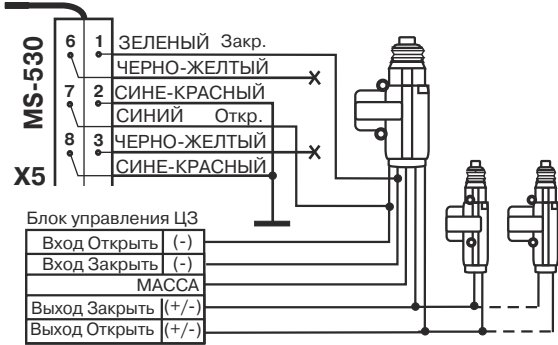 MS-530
X5
6 1 ЗЕЛЕНЫЙ Закр.
ЧЕРНО-ЖЕЛТЫЙ
7 2 СИНЕ-КРАСНЫЙ
СИНИЙ Откр.
8 3 ЧЕРНО-ЖЕЛТЫЙ
СИНЕ-КРАСНЫЙ
Блок управления ЦЗ
Вход Открыть (-)
Вход Закрыть (-)
МАССА
Выход Закрыть (+/-)
Выход Открыть (+/-)